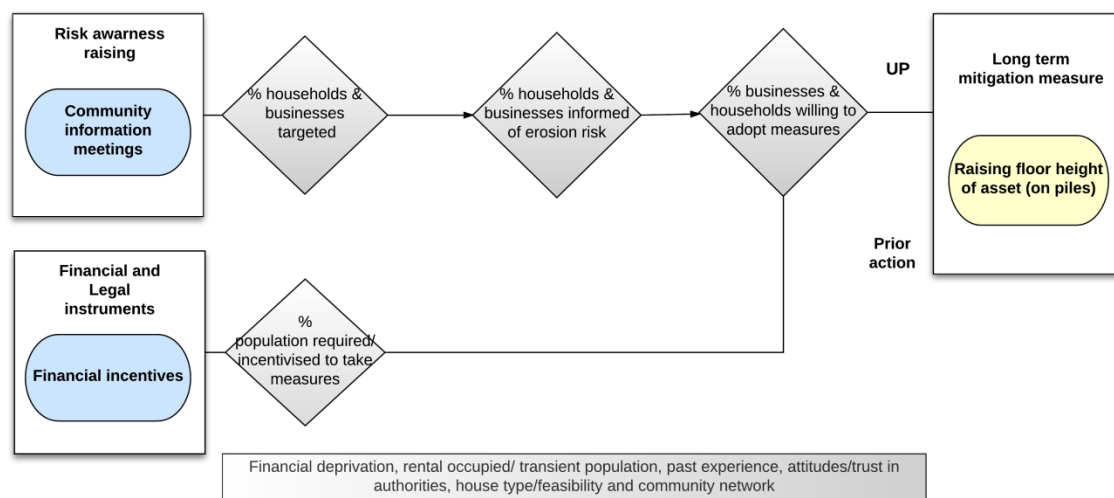 Risk awarness
raising
Community
information
meetings
% households &
businesses
targeted
% households &
businesses informed
of erosion risk
% businesses &
households willing to
adopt measures
UP
Long term
mitigation measure
Raising floor height
of asset (on piles)
Prior
action
Financial and
Legal
instruments
Financial incentives
%
population required/
incentivised to take
measures
Financial deprivation, rental occupied/ transient population, past experience, attitudes/trust in
authorities, house type/feasibility and community network